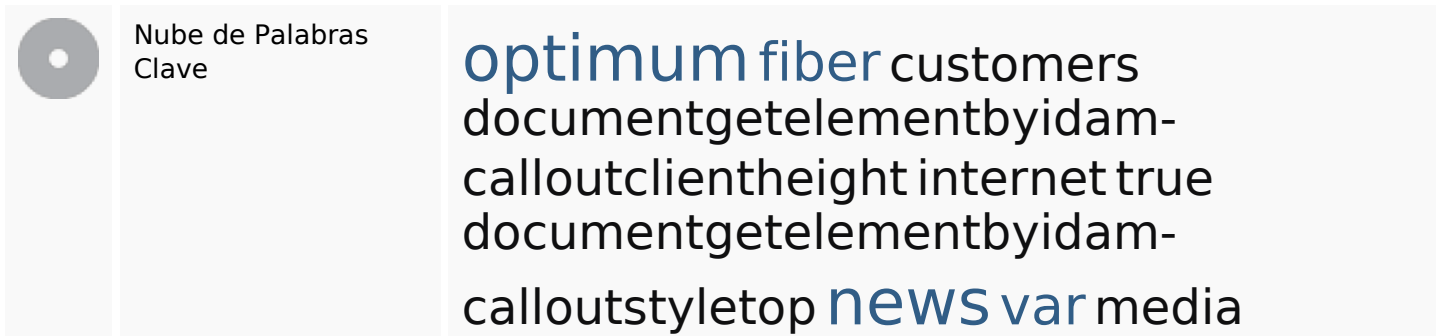 Nube de Palabras
Clave
optimum fiber customers
documentgetelementbyidam-
calloutclientheight internet true
documentgetelementbyidam-
calloutstyletop news var media